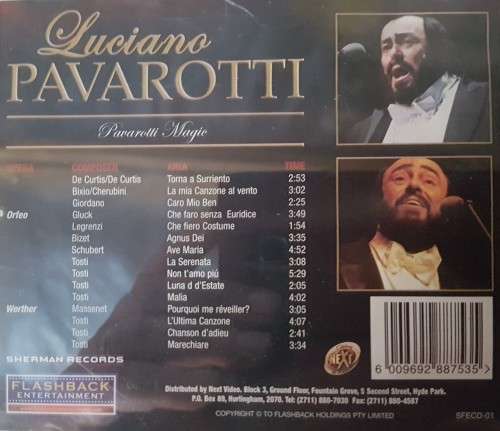 Luciano
PAVAROTTI
Pavarotti Magic
OPERA COMPOSER ARIA TIME
De Curtis/De Curtis Torna a Surriento 2:53
Bixio/Cherubini La mia Canzone al vento 3:02
Giordano Caro Mio Ben 2:25
Orfeo Gluck Che faro senza Euridice 3:49
Legrenzi Che fiero Costume 1:54
Bizet Agnus Dei 3:35
Schubert Ave Maria 4:52
Tosti La Serenata 3:08
Tosti Non t'amo piú 5:29
Tosti Luna d d'Estate 2:05
Tosti Malia 4:02
Werther Massenet Pourquoi me réveiller? 3:05
Tosti L'Ultima Canzone 4:07
Tosti Chanson d'adieu 2:41
Tosti Marechiare 3:34
SHERMAN RECORDS
FLASHBACK
ENTERTAINMENT
NEXT
6 009692 887535
Distributed by Next Video. Block 3, Ground Floor, Fountain Grove, 5 Second Street, Hyde Park.
P.O. Box 89, Hurlingham, 2070. Tel: (2711) 880-7939 Fax: (2711) 880-4587
COPYRIGHT © TO FLASHBACK HOLDINGS PTY LIMITED
SFECD-01